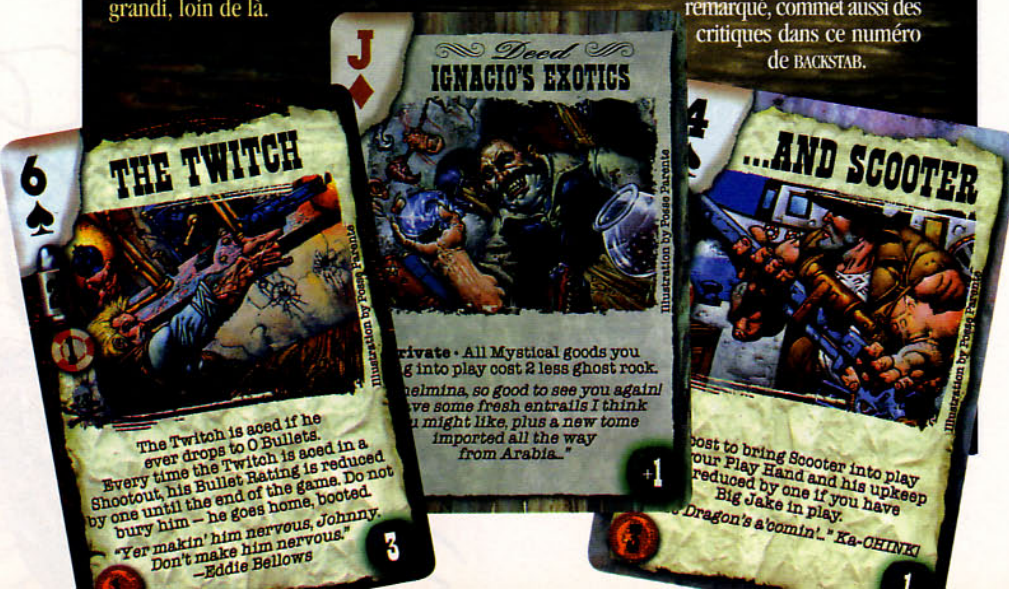 grandi, loin de là.
remarqué, commet aussi des
critiques dans ce numéro
de BACKSTAB.
6
THE TWITCH
Illustration by Posse Parente
The Twitch is aced if he
ever drops to 0 Bullets.
Every time the Twitch is aced in a
Shootout, his Bullet Rating is reduced
by one until the end of the game. Do not
bury him — he goes home, booted.
"Yer makin' him nervous, Johnny.
Don't make him nervous."
—Eddie Bellows
3
J
Deed
IGNACIO'S EXOTICS
Illustration by Posse Parente
rivate • All Mystical goods you
g into play cost 2 less ghost rock.
helmina, so good to see you again!
ve some fresh entrails I think
u might like, plus a new tome
imported all the way
from Arabia..."
+1
4
...AND SCOOTER
Illustration by Posse Parente
cost to bring Scooter into play
our Play Hand and his upkeep
reduced by one if you have
Big Jake in play.
Dragon's a'comin'..." Ka-CHINK!
3
1